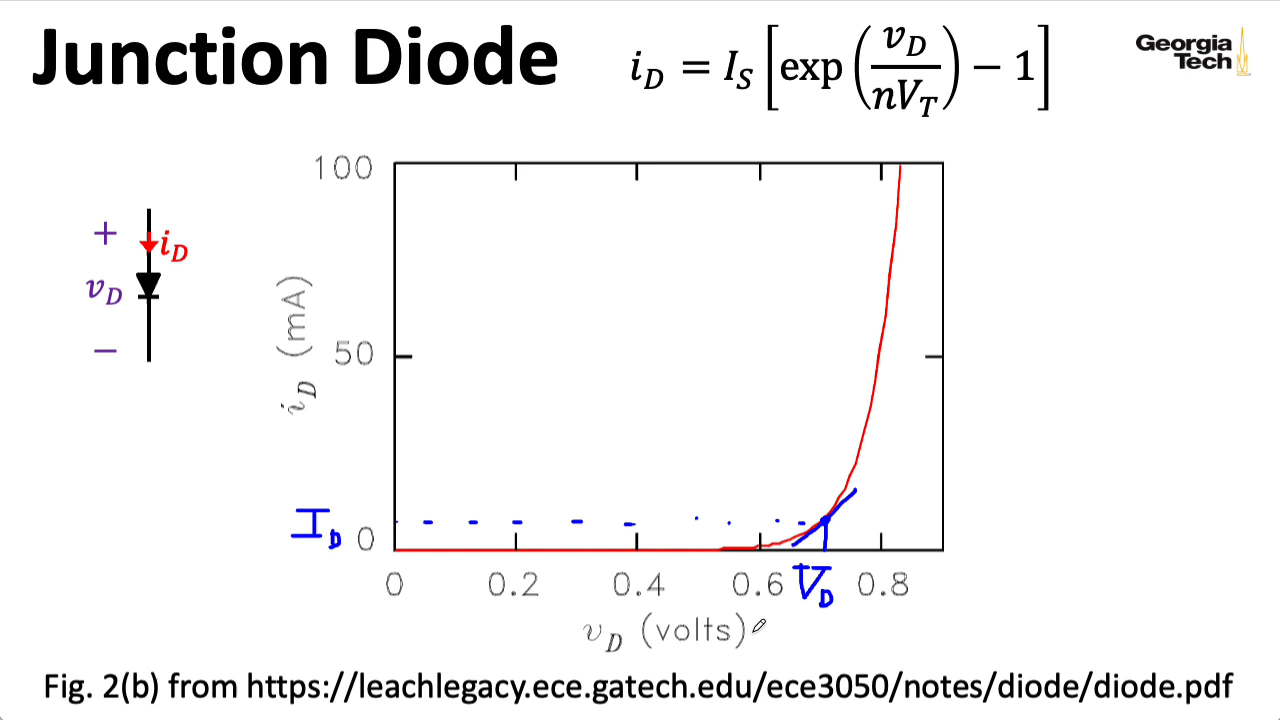 Junction Diode
i_D = I_S [exp (v_D / nV_T) − 1]
Georgia
Tech
+
i_D
v_D
−
100
50
0
i_D (mA)
I_D
0 0.2 0.4 0.6 0.8
V_D
v_D (volts)
Fig. 2(b) from https://leachlegacy.ece.gatech.edu/ece3050/notes/diode/diode.pdf